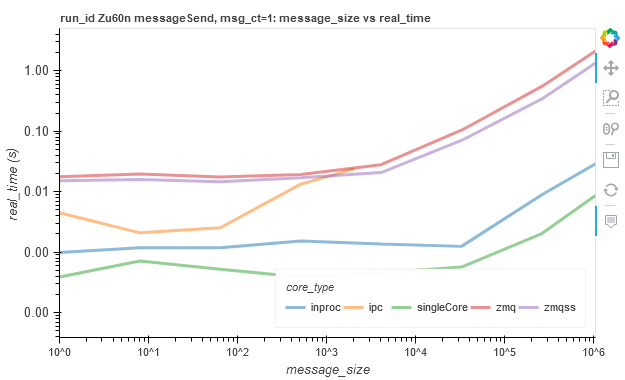 run_id Zu60n messageSend, msg_ct=1: message_size vs real_time
1.00
0.10
0.01
0.00
0.00
real_time (s)
core_type
inproc ipc singleCore zmq zmqss
10^0 10^1 10^2 10^3 10^4 10^5 10^6
message_size